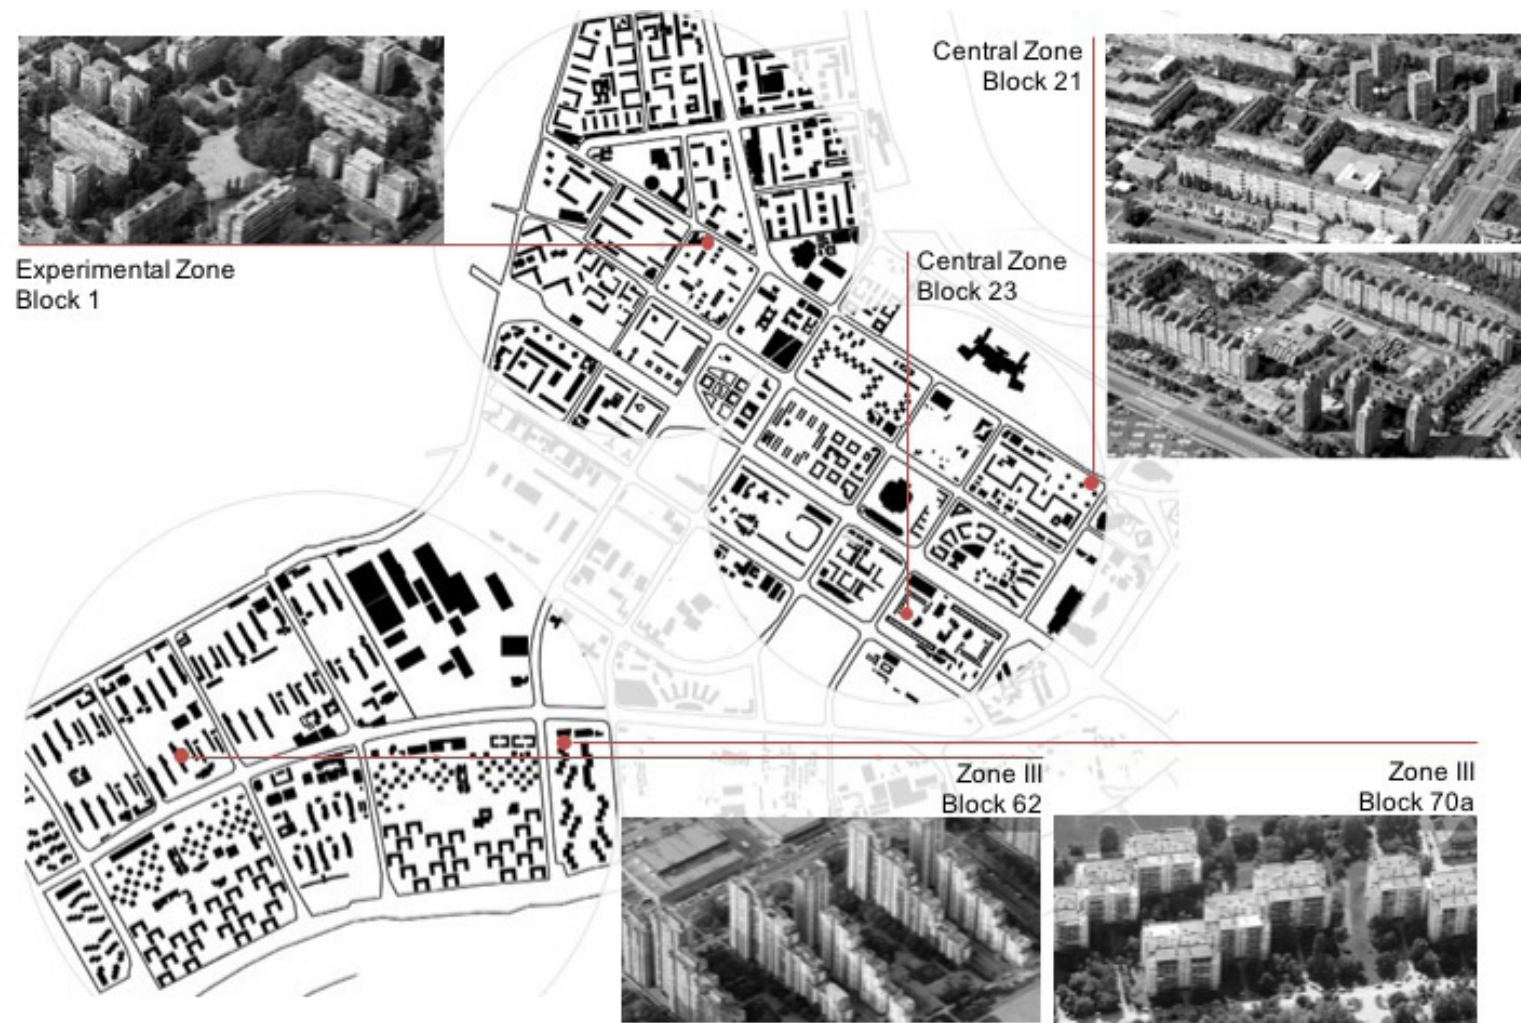 Central Zone
Block 21
Experimental Zone
Block 1
Central Zone
Block 23
Zone III
Block 62
Zone III
Block 70a